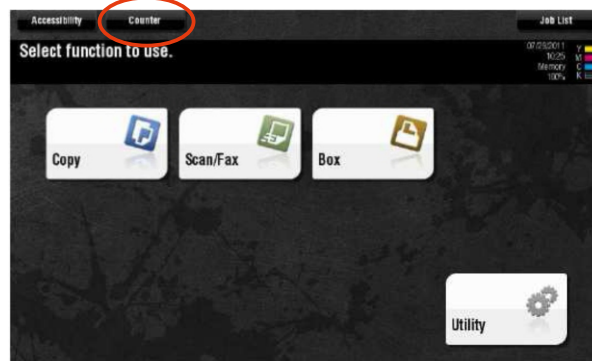 Accessibility Counter Job List
Select function to use.
07/25/2011
10:25
Memory
100%
Y
M
C
K
Copy Scan/Fax Box
Utility